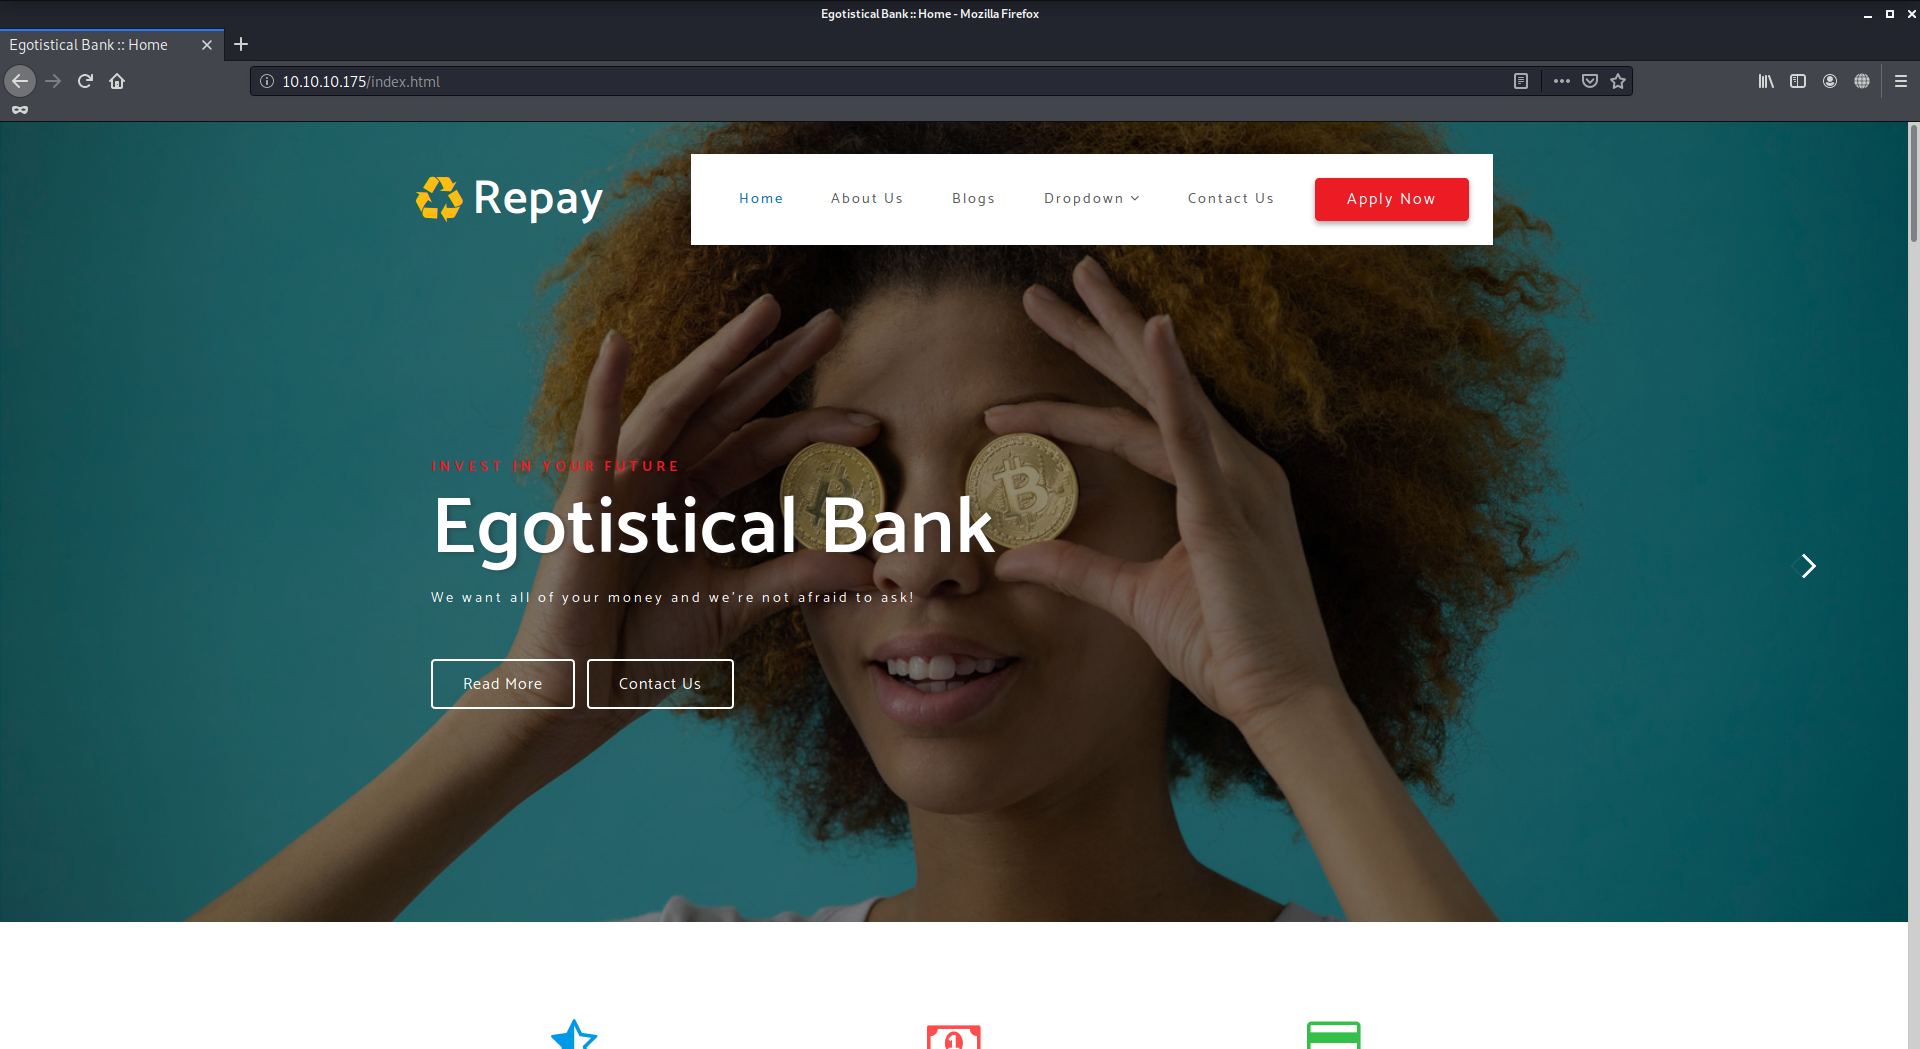 Egotistical Bank :: Home - Mozilla Firefox
Egotistical Bank :: Home
10.10.10.175/index.html
Repay
Home About Us Blogs Dropdown Contact Us Apply Now
INVEST IN YOUR FUTURE
Egotistical Bank
We want all of your money and we're not afraid to ask!
Read More Contact Us
1